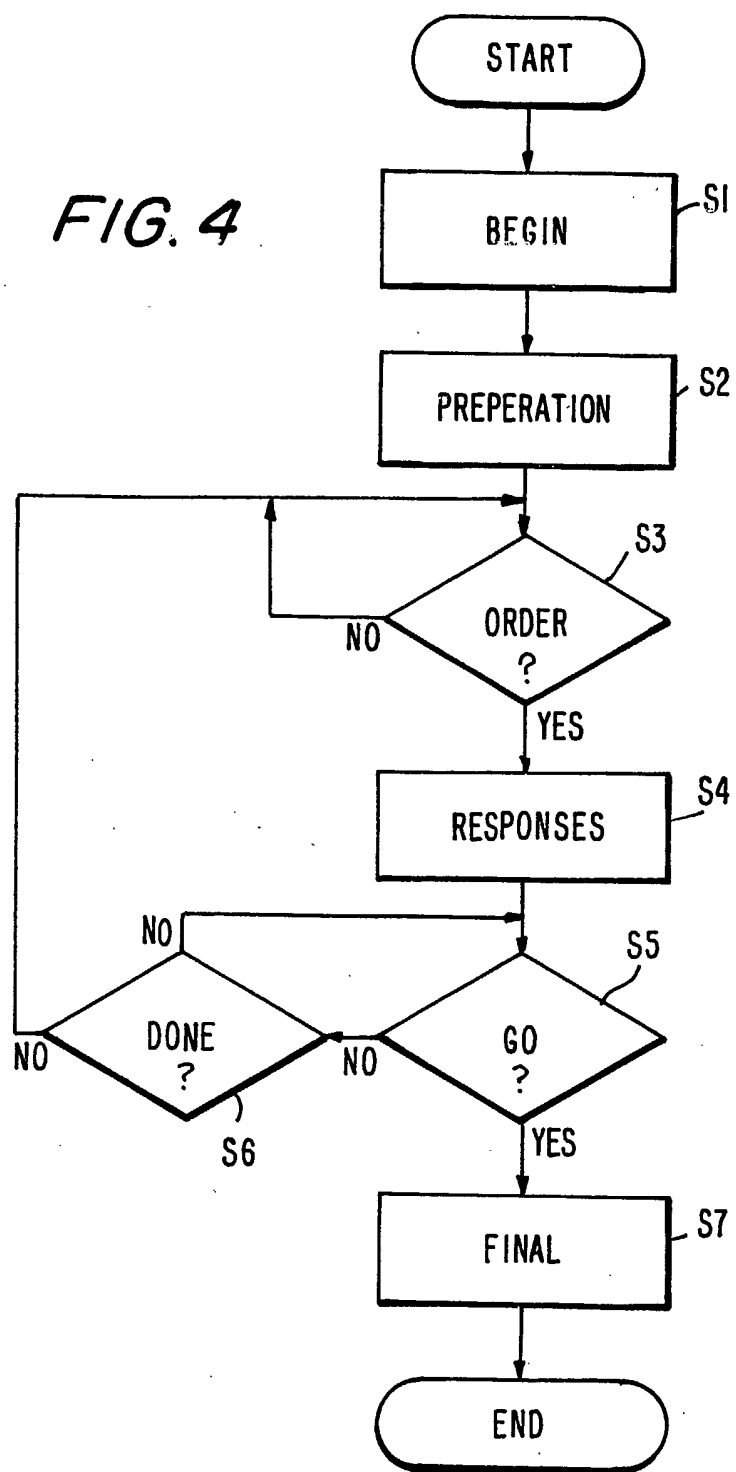 START
FIG. 4
S1
BEGIN
S2
PREPERATION
S3
ORDER
?
NO
YES
S4
RESPONSES
NO
S5
DONE
?
GO
?
NO
NO
S6
YES
S7
FINAL
END